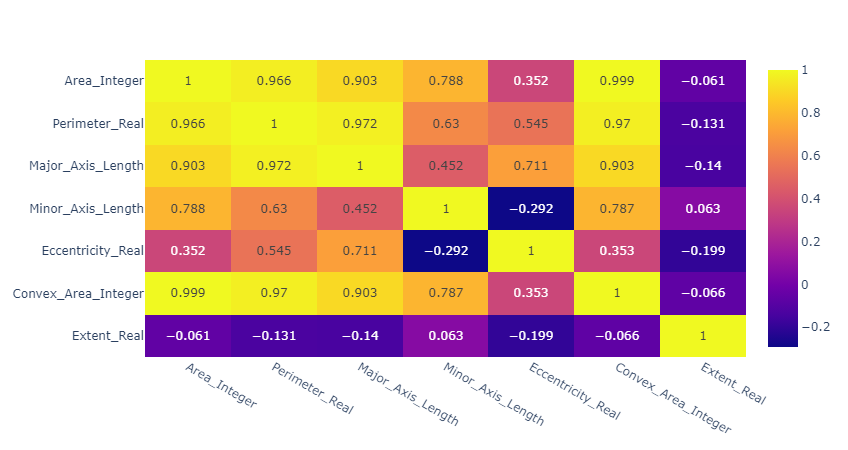 Area_Integer 1 0.966 0.903 0.788 0.352 0.999 −0.061
Perimeter_Real 0.966 1 0.972 0.63 0.545 0.97 −0.131
Major_Axis_Length 0.903 0.972 1 0.452 0.711 0.903 −0.14
Minor_Axis_Length 0.788 0.63 0.452 1 −0.292 0.787 0.063
Eccentricity_Real 0.352 0.545 0.711 −0.292 1 0.353 −0.199
Convex_Area_Integer 0.999 0.97 0.903 0.787 0.353 1 −0.066
Extent_Real −0.061 −0.131 −0.14 0.063 −0.199 −0.066 1
Area_Integer Perimeter_Real Major_Axis_Length Minor_Axis_Length Eccentricity_Real Convex_Area_Integer Extent_Real
1
0.8
0.6
0.4
0.2
0
−0.2